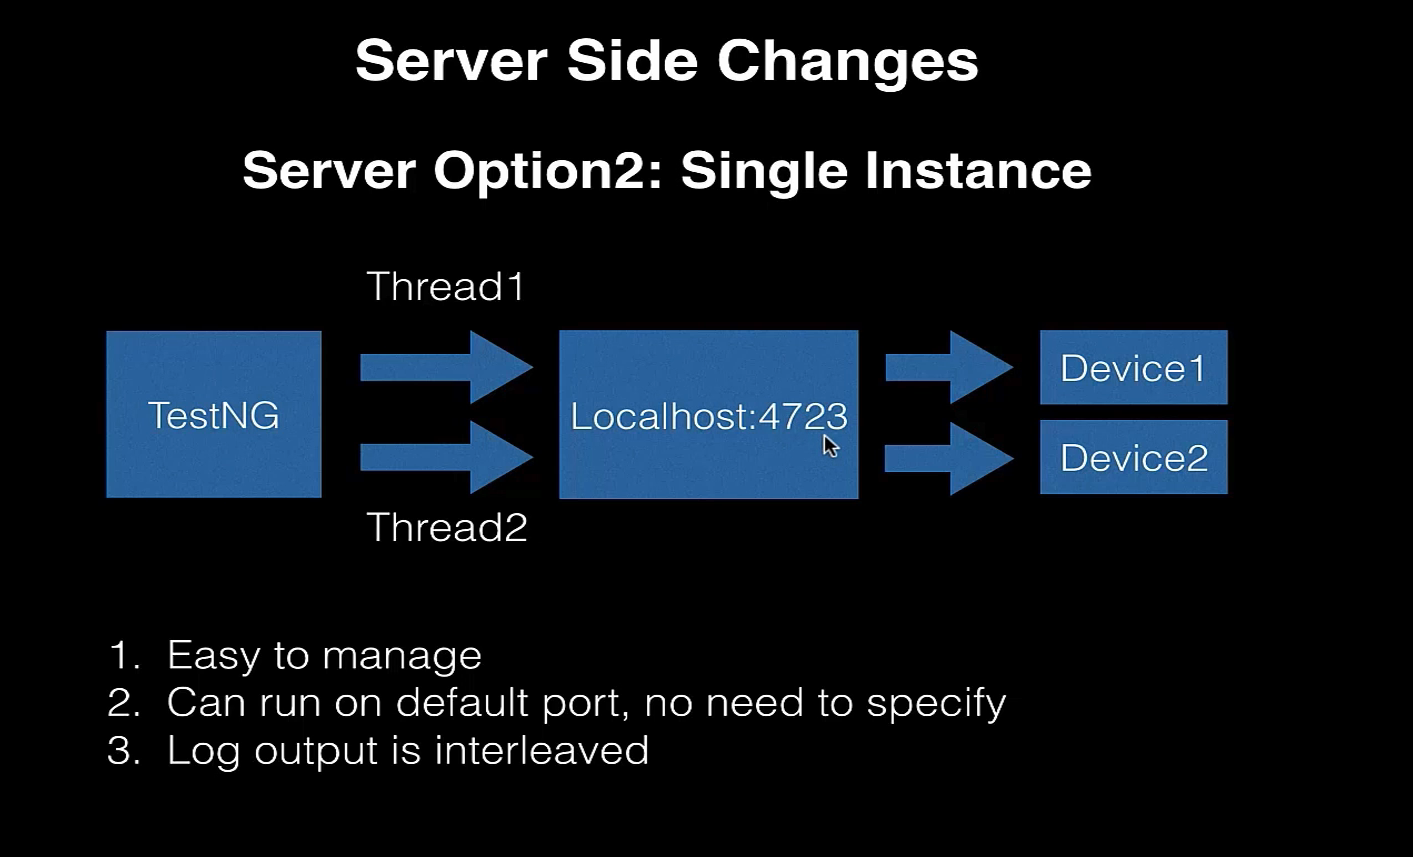 Server Side Changes
Server Option2: Single Instance
Thread1
TestNG
Localhost:4723
Device1
Device2
Thread2
1. Easy to manage
2. Can run on default port, no need to specify
3. Log output is interleaved